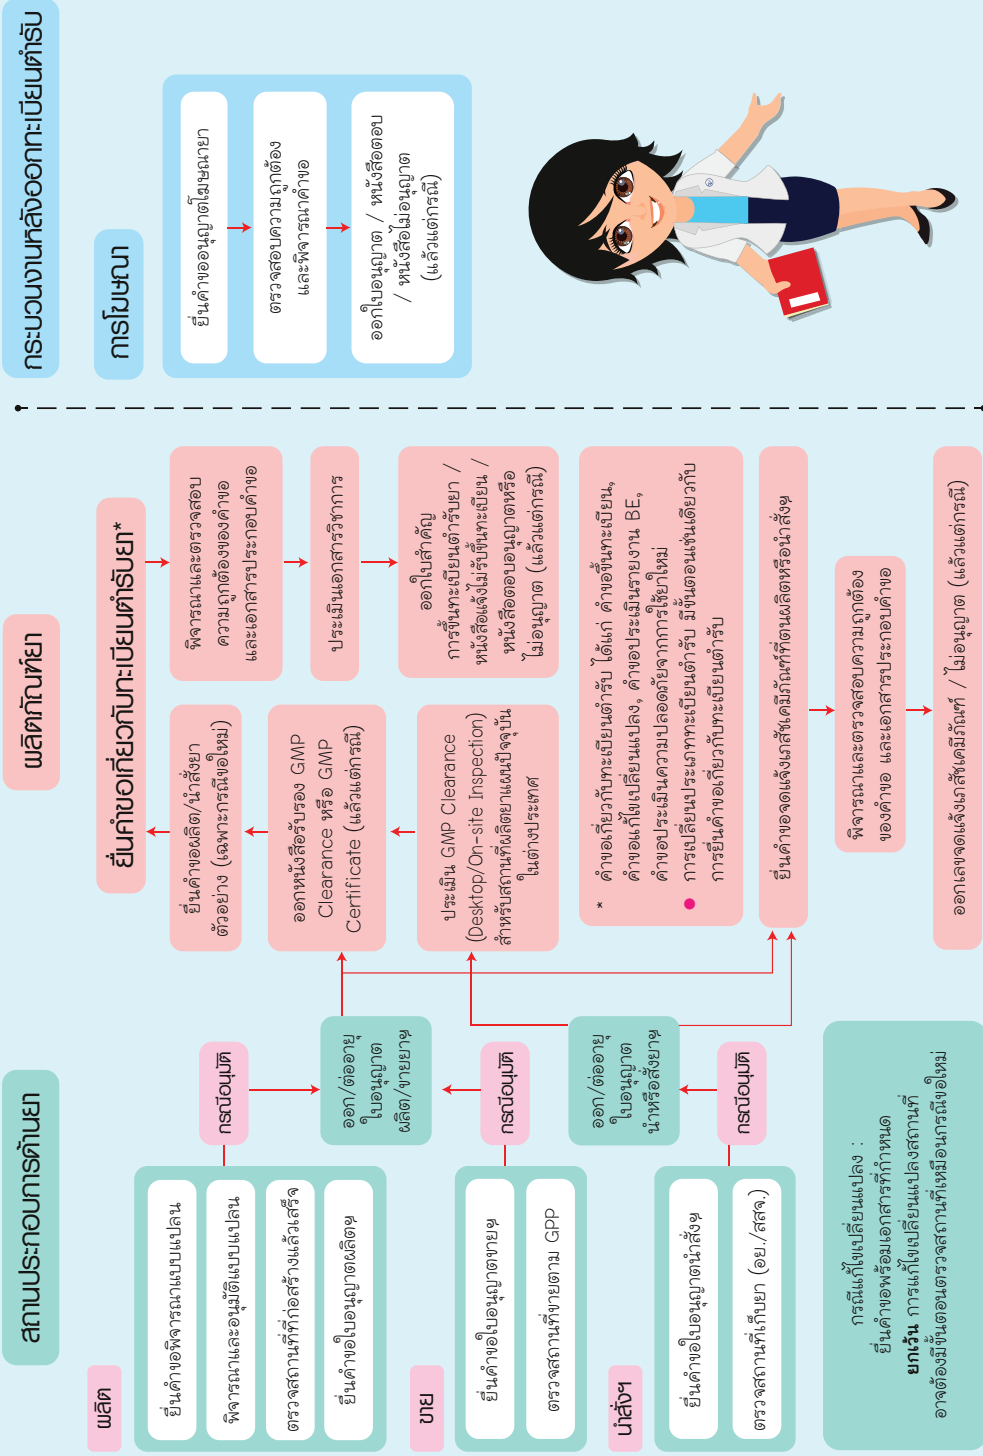 สถานประกอบการด้านยา
ผลิต
ยื่นคำขอพิจารณาแบบแปลน
พิจารณาและอนุมัติแบบแปลน
ตรวจสถานที่ที่ก่อสร้างแล้วเสร็จ
ยื่นคำขอใบอนุญาตผลิตฯ
กรณีอนุมัติ
ออก/ต่ออายุ
ใบอนุญาต
ผลิต/ขายยาฯ
ขาย
ยื่นคำขอใบอนุญาตขายฯ
ตรวจสถานที่ขายตาม GPP
กรณีอนุมัติ
นำสั่งฯ
ยื่นคำขอใบอนุญาตนำสั่งฯ
ตรวจสถานที่เก็บยา (อย./สสจ.)
กรณีอนุมัติ
ออก/ต่ออายุ
ใบอนุญาต
นำหรือสั่งยาฯ
กรณีแก้ไขเปลี่ยนแปลง :
ยื่นคำขอพร้อมเอกสารที่กำหนด
ยกเว้น การแก้ไขเปลี่ยนแปลงสถานที่
อาจต้องมีขั้นตอนตรวจสถานที่เหมือนกรณีขอใหม่
ผลิตภัณฑ์ยา
ยื่นคำขอเกี่ยวกับทะเบียนตำรับยา*
ยื่นคำขอผลิต/นำสั่งยา
ตัวอย่าง (เฉพาะกรณีขอใหม่)
ออกหนังสือรับรอง GMP
Clearance หรือ GMP
Certificate (แล้วแต่กรณี)
ประเมิน GMP Clearance
(Desktop/On-site Inspection)
สำหรับสถานที่ผลิตยาแผนปัจจุบัน
ในต่างประเทศ
พิจารณาและตรวจสอบ
ความถูกต้องของคำขอ
และเอกสารประกอบคำขอ
ประเมินเอกสารวิชาการ
ออกใบสำคัญ
การขึ้นทะเบียนตำรับยา /
หนังสือแจ้งไม่รับขึ้นทะเบียน /
หนังสือตอบอนุญาตหรือ
ไม่อนุญาต (แล้วแต่กรณี)
* คำขอเกี่ยวกับทะเบียนตำรับ ได้แก่ คำขอขึ้นทะเบียน,
คำขอแก้ไขเปลี่ยนแปลง, คำขอประเมินรายงาน BE,
คำขอประเมินความปลอดภัยจากการใช้ยาใหม่
● การเปลี่ยนประเภททะเบียนตำรับ มีขั้นตอนเช่นเดียวกับ
การยื่นคำขอเกี่ยวกับทะเบียนตำรับ
ยื่นคำขอจดแจ้งเภสัชเคมีภัณฑ์ที่ตนผลิตหรือนำสั่งฯ
พิจารณาและตรวจสอบความถูกต้อง
ของคำขอ และเอกสารประกอบคำขอ
ออกเลขจดแจ้งเภสัชเคมีภัณฑ์ / ไม่อนุญาต (แล้วแต่กรณี)
กระบวนงานหลังออกทะเบียนตำรับ
การโฆษณา
ยื่นคำขออนุญาตโฆษณายา
ตรวจสอบความถูกต้อง
และพิจารณาคำขอ
ออกใบอนุญาต / หนังสือตอบ
/ หนังสือไม่อนุญาต
(แล้วแต่กรณี)